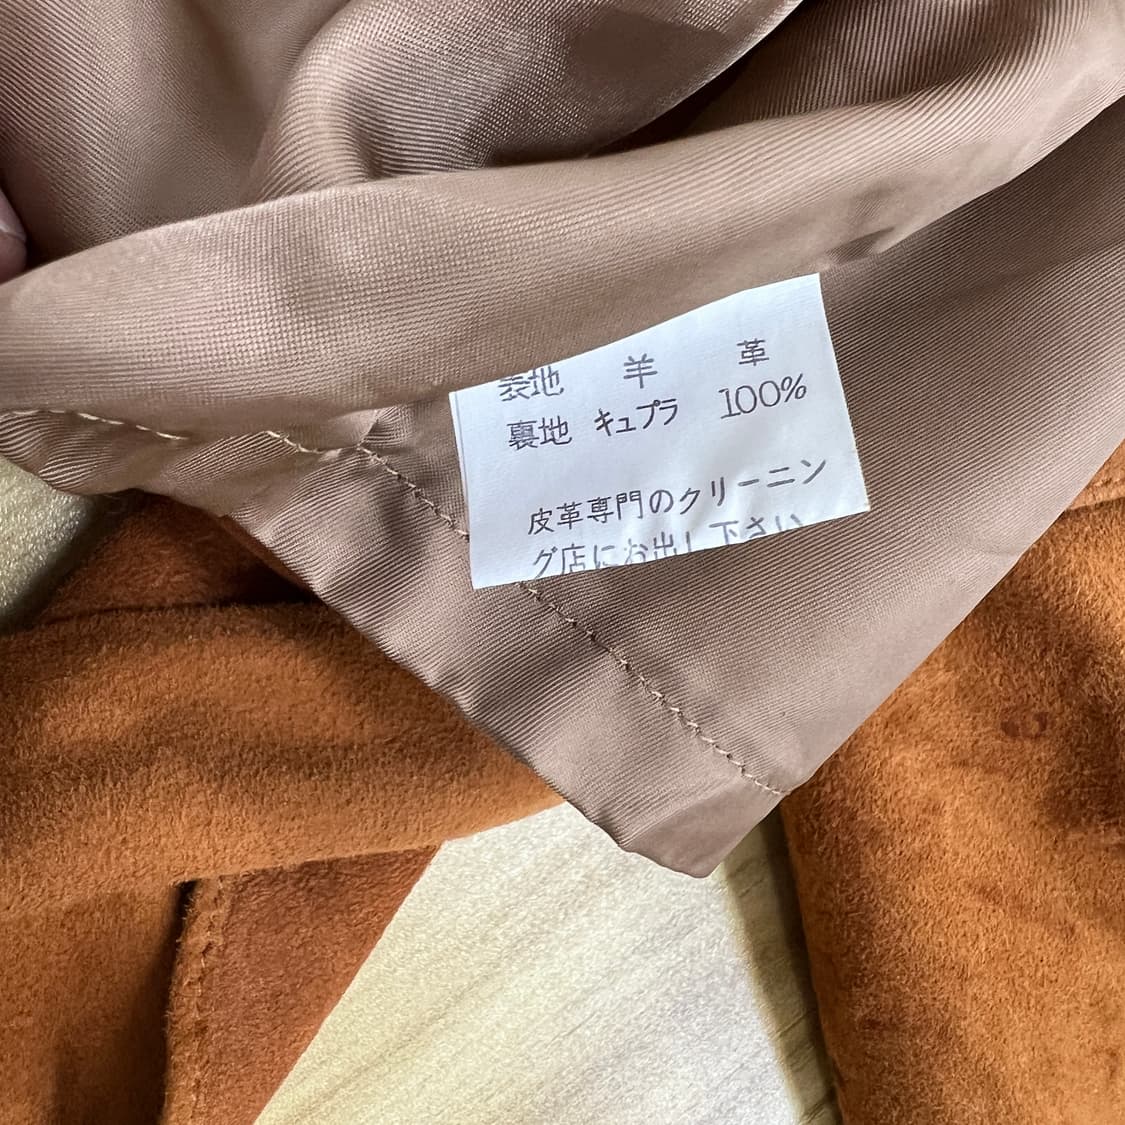 表地 羊 革
裏地 キュプラ 100%
皮革専門のクリーニン
グ店にお出し下さい